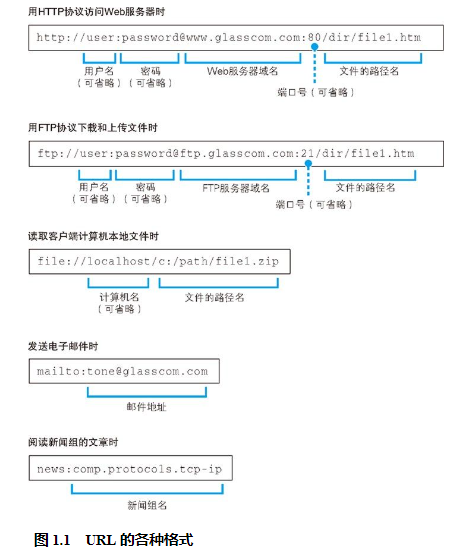 用HTTP协议访问Web服务器时
http://user:password@www.glasscom.com:80/dir/file1.htm
用户名 密码 Web服务器域名 文件的路径名
(可省略) (可省略) 端口号(可省略)
用FTP协议下载和上传文件时
ftp://user:password@ftp.glasscom.com:21/dir/file1.htm
用户名 密码 FTP服务器域名 文件的路径名
(可省略) (可省略) 端口号(可省略)
读取客户端计算机本地文件时
file://localhost/c:/path/file1.zip
计算机名 文件的路径名
(可省略)
发送电子邮件时
mailto:tone@glasscom.com
邮件地址
阅读新闻组的文章时
news:comp.protocols.tcp-ip
新闻组名
图 1.1 URL 的各种格式